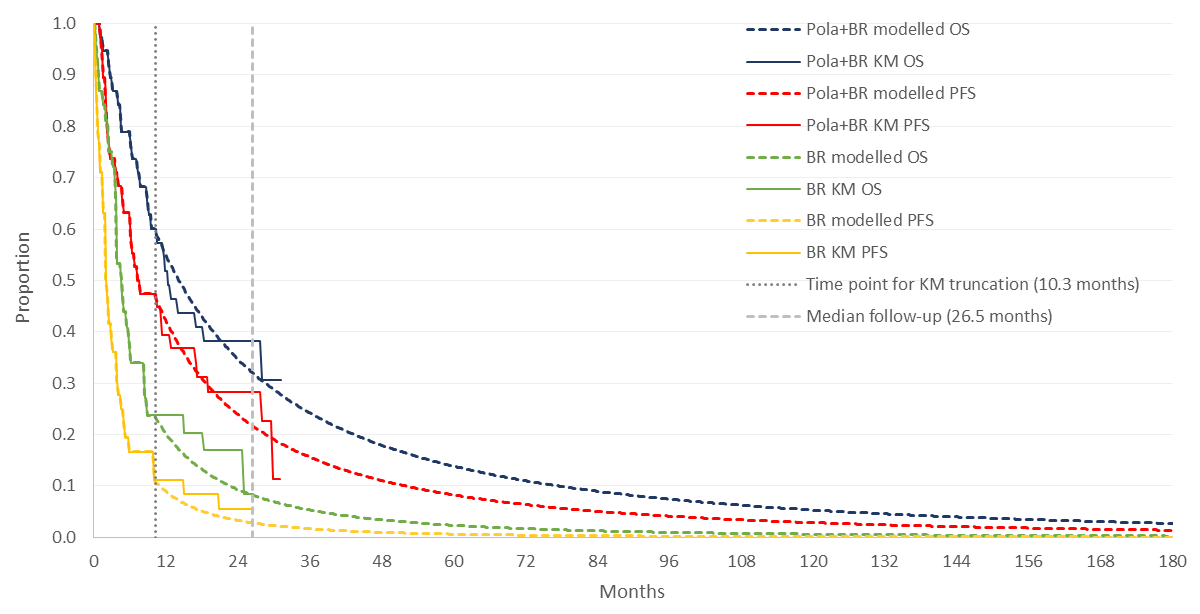 1.0
0.9
0.8
0.7
0.6
0.5
0.4
0.3
0.2
0.1
0.0
Proportion
Pola+BR modelled OS
Pola+BR KM OS
Pola+BR modelled PFS
Pola+BR KM PFS
BR modelled OS
BR KM OS
BR modelled PFS
BR KM PFS
Time point for KM truncation (10.3 months)
Median follow-up (26.5 months)
0 12 24 36 48 60 72 84 96 108 120 132 144 156 168 180
Months